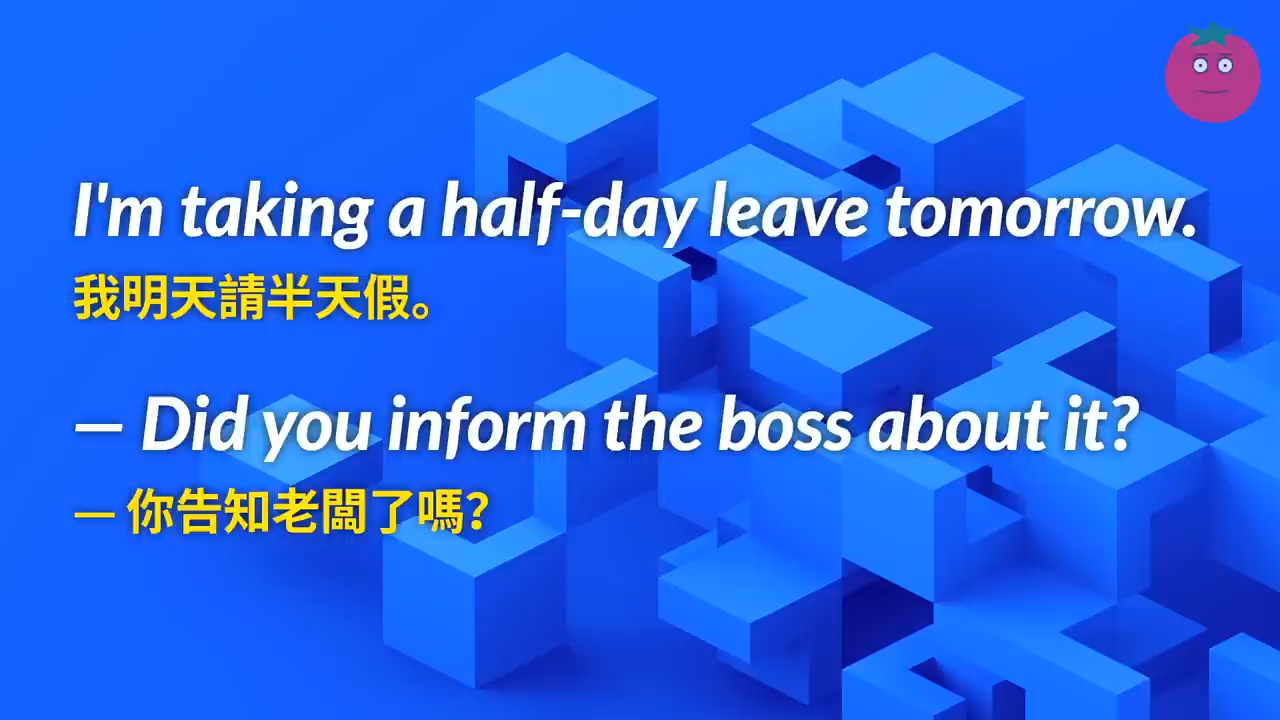 I'm taking a half-day leave tomorrow.
我明天請半天假。
— Did you inform the boss about it?
— 你告知老闆了嗎？